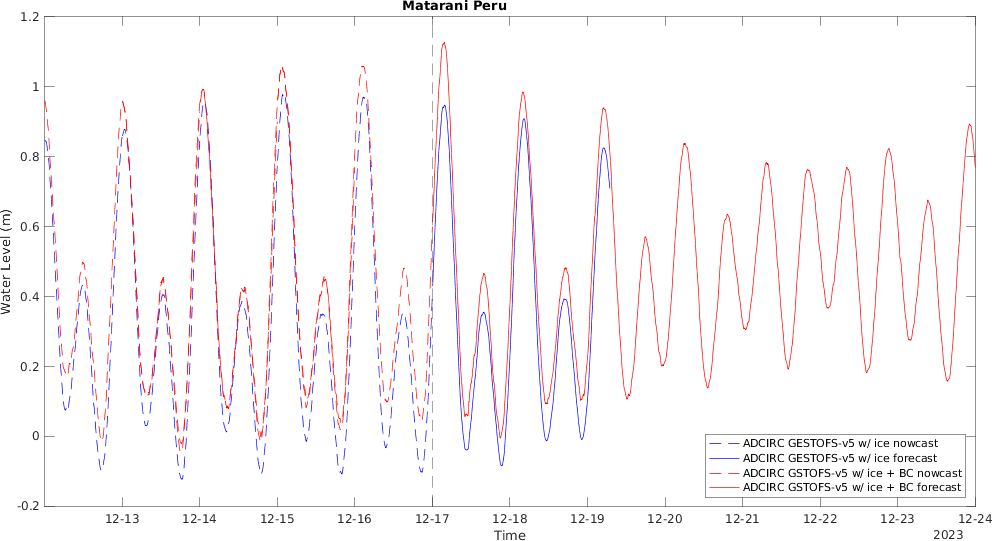 Matarani Peru
1.2
1
0.8
0.6
0.4
0.2
0
-0.2
Water Level (m)
ADCIRC GESTOFS-v5 w/ ice nowcast
ADCIRC GESTOFS-v5 w/ ice forecast
ADCIRC GSTOFS-v5 w/ ice + BC nowcast
ADCIRC GSTOFS-v5 w/ ice + BC forecast
12-13 12-14 12-15 12-16 12-17 12-18 12-19 12-20 12-21 12-22 12-23 12-24
Time
2023